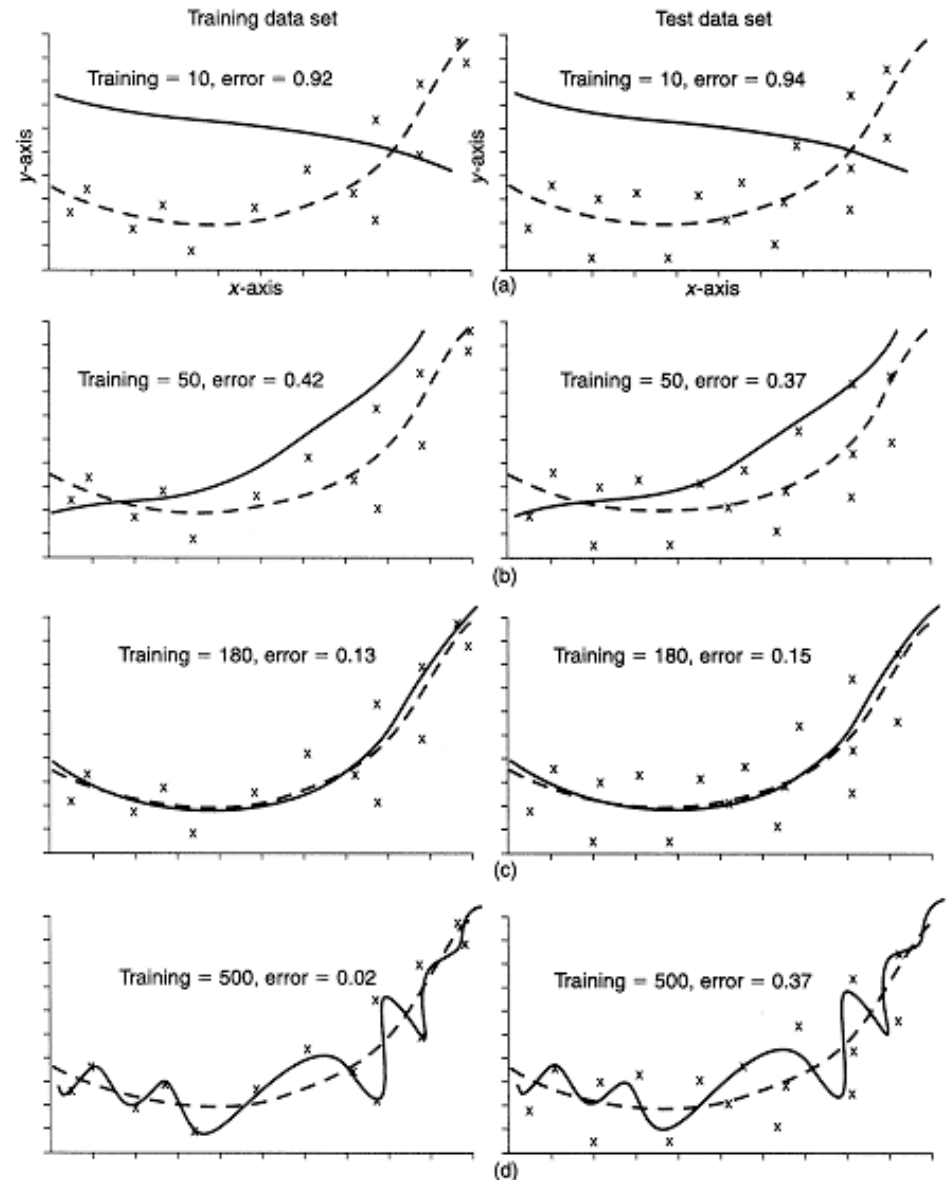 Training data set
Test data set
Training = 10, error = 0.92
Training = 10, error = 0.94
y-axis
y-axis
x-axis
(a)
x-axis
Training = 50, error = 0.42
Training = 50, error = 0.37
(b)
Training = 180, error = 0.13
Training = 180, error = 0.15
(c)
Training = 500, error = 0.02
Training = 500, error = 0.37
(d)